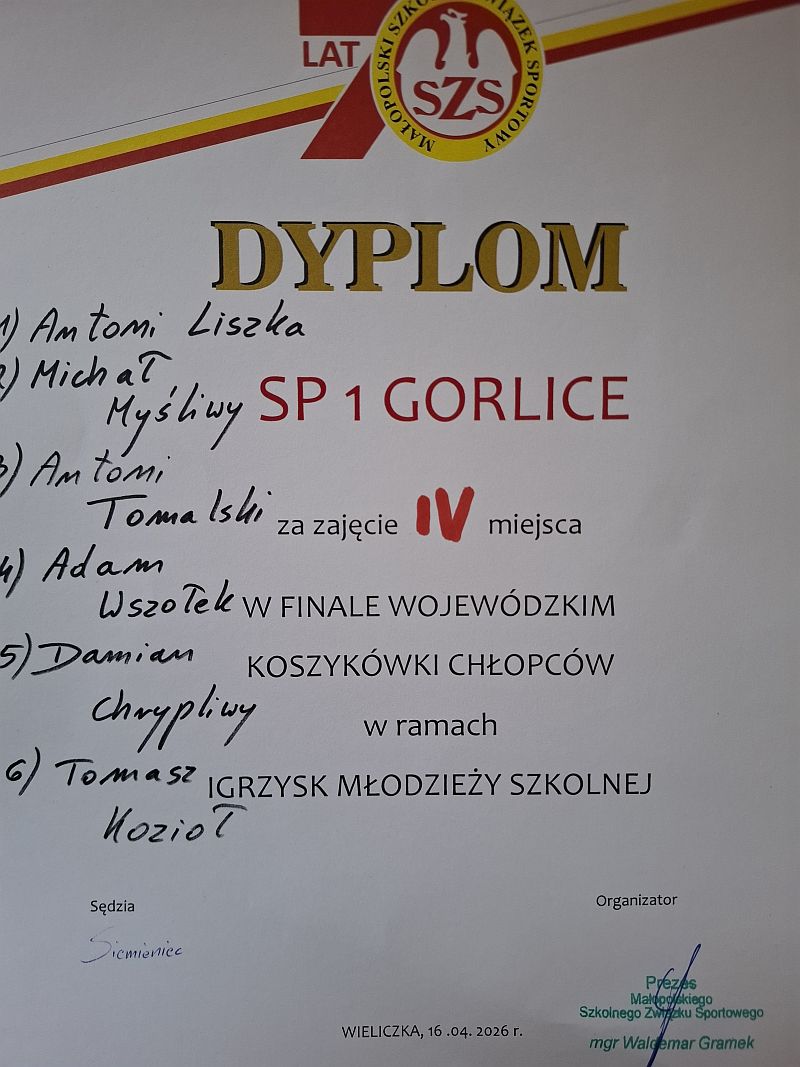 70 LAT
MAŁOPOLSKI SZKOLNY ZWIĄZEK SPORTOWY
SZS
DYPLOM
1) Antoni Liszka
2) Michał
Myśliwy
SP 1 GORLICE
3) Antoni
Tomalski
za zajęcie IV miejsca
4) Adam
Wszołek
W FINALE WOJEWÓDZKIM
5) Damian
KOSZYKÓWKI CHŁOPCÓW
Chrypliwy
w ramach
6) Tomasz
IGRZYSK MŁODZIEŻY SZKOLNEJ
Kozioł
Sędzia
Organizator
Siemieniec
Prezes
Małopolskiego
Szkolnego Związku Sportowego
mgr Waldemar Gramek
WIELICZKA, 16 .04. 2026 r.